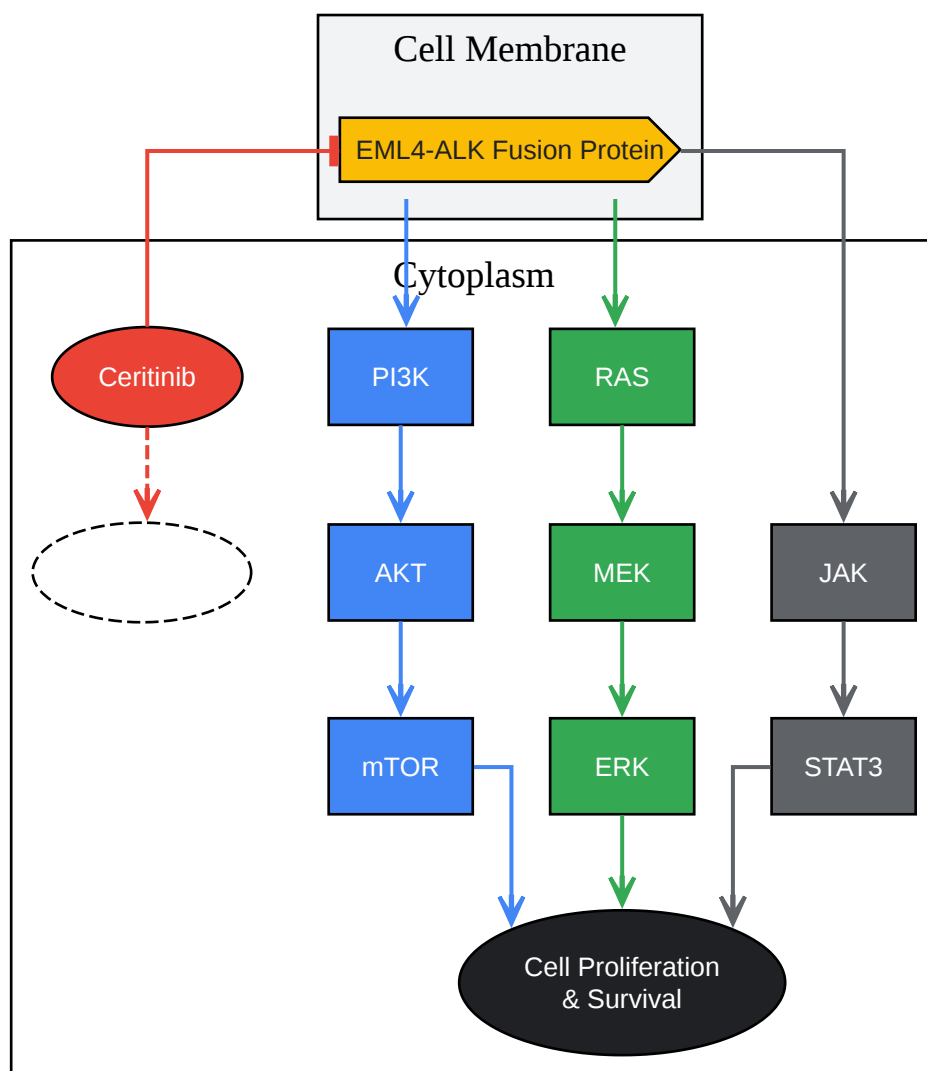 Cell Membrane
EML4-ALK Fusion Protein
Cytoplasm
Ceritinib
PI3K
RAS
AKT
MEK
JAK
mTOR
ERK
STAT3
Cell Proliferation
& Survival